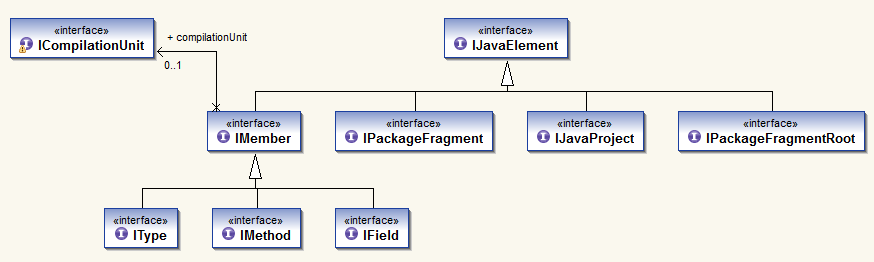 «interface»
ICompilationUnit
+ compilationUnit
0..1
«interface»
IJavaElement
«interface»
IMember
«interface»
IPackageFragment
«interface»
IJavaProject
«interface»
IPackageFragmentRoot
«interface»
IType
«interface»
IMethod
«interface»
IField